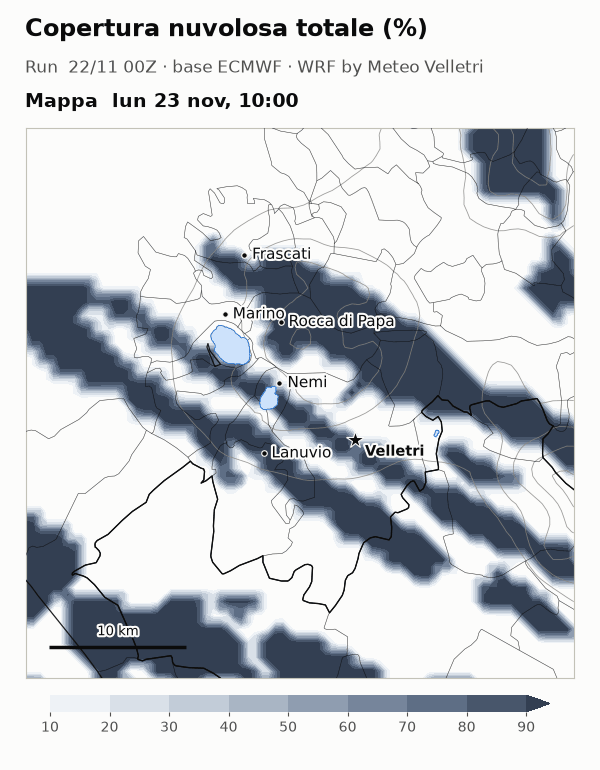 Copertura nuvolosa totale (%)
Run  22/11 00Z · base ECMWF · WRF by Meteo Velletri
Mappa  lun 23 nov, 10:00
Frascati
Marino
Rocca di Papa
Nemi
Velletri
Lanuvio
10 km
10 20 30 40 50 60 70 80 90